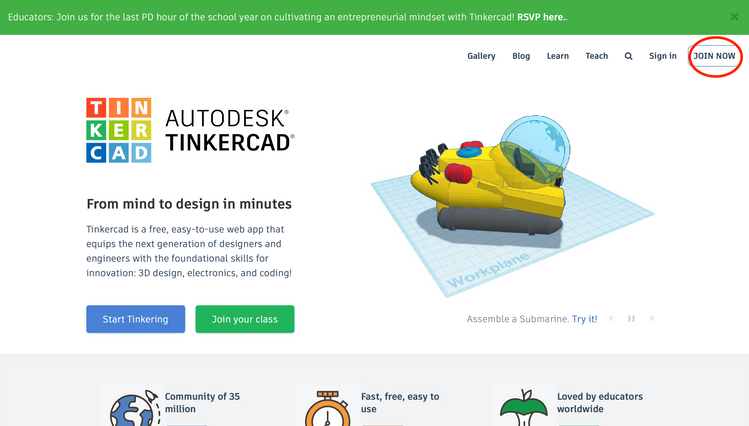 Educators: Join us for the last PD hour of the school year on cultivating an entrepreneurial mindset with Tinkercad! RSVP here..
Gallery Blog Learn Teach Sign in JOIN NOW
TIN
KER
CAD
AUTODESK®
TINKERCAD®
From mind to design in minutes
Tinkercad is a free, easy-to-use web app that
equips the next generation of designers and
engineers with the foundational skills for
innovation: 3D design, electronics, and coding!
Workplane
Start Tinkering Join your class
Assemble a Submarine. Try it!
Community of 35
million
Fast, free, easy to
use
Loved by educators
worldwide